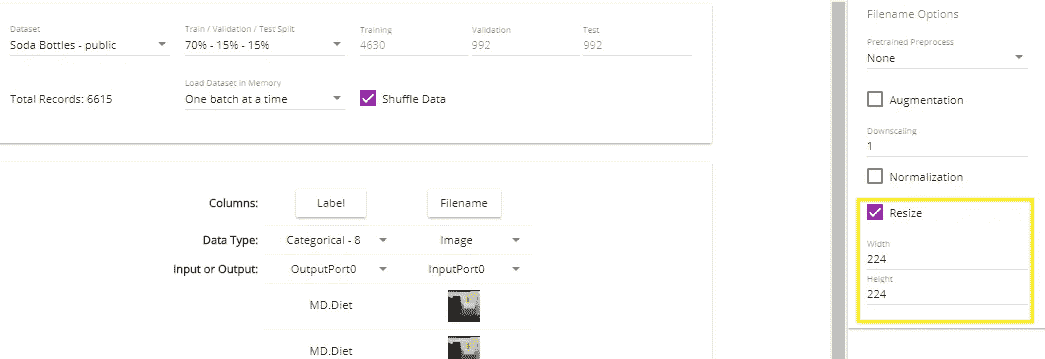 Dataset
Soda Bottles - public
Train / Validation / Test Split
70% - 15% - 15%
Training
4630
Validation
992
Test
992
Total Records: 6615
Load Dataset in Memory
One batch at a time
Shuffle Data
Columns: Label Filename
Data Type: Categorical - 8 Image
Input or Output: OutputPort0 InputPort0
MD.Diet
MD.Diet
Filename Options
Pretrained Preprocess
None
Augmentation
Downscaling
1
Normalization
Resize
Width
224
Height
224